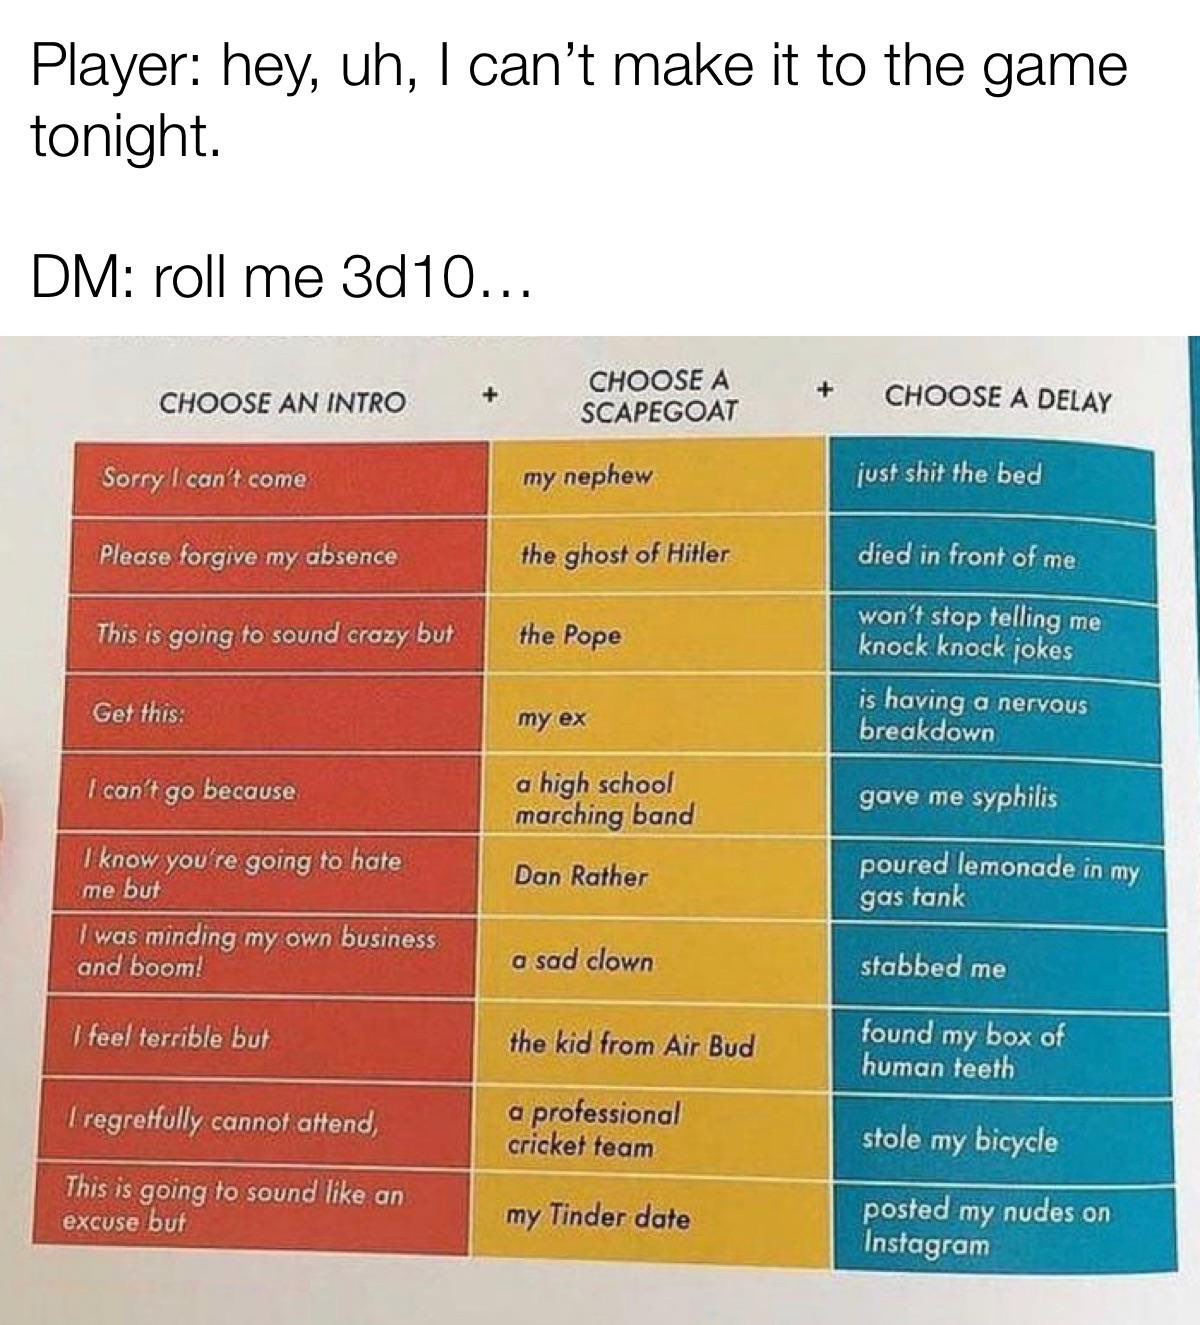 Player: hey, uh, I can’t make it to the game
tonight.
DM: roll me 3d10…
CHOOSE AN INTRO + CHOOSE A
SCAPEGOAT + CHOOSE A DELAY
Sorry I can't come
my nephew
just shit the bed
Please forgive my absence
the ghost of Hitler
died in front of me
This is going to sound crazy but
the Pope
won't stop telling me
knock knock jokes
Get this:
my ex
is having a nervous
breakdown
I can't go because
a high school
marching band
gave me syphilis
I know you're going to hate
me but
Dan Rather
poured lemonade in my
gas tank
I was minding my own business
and boom!
a sad clown
stabbed me
I feel terrible but
the kid from Air Bud
found my box of
human teeth
I regretfully cannot attend,
a professional
cricket team
stole my bicycle
This is going to sound like an
excuse but
my Tinder date
posted my nudes on
Instagram